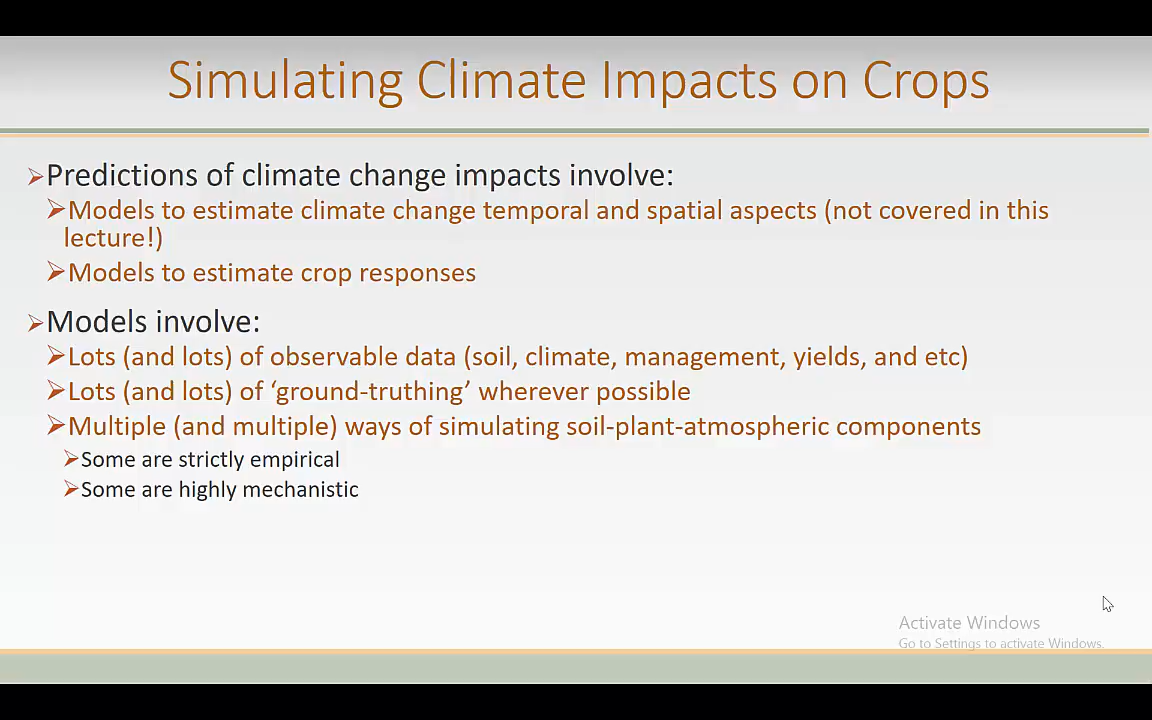 Simulating Climate Impacts on Crops
Predictions of climate change impacts involve:
Models to estimate climate change temporal and spatial aspects (not covered in this
lecture!)
Models to estimate crop responses
Models involve:
Lots (and lots) of observable data (soil, climate, management, yields, and etc)
Lots (and lots) of ‘ground-truthing’ wherever possible
Multiple (and multiple) ways of simulating soil-plant-atmospheric components
Some are strictly empirical
Some are highly mechanistic
Activate Windows
Go to Settings to activate Windows.